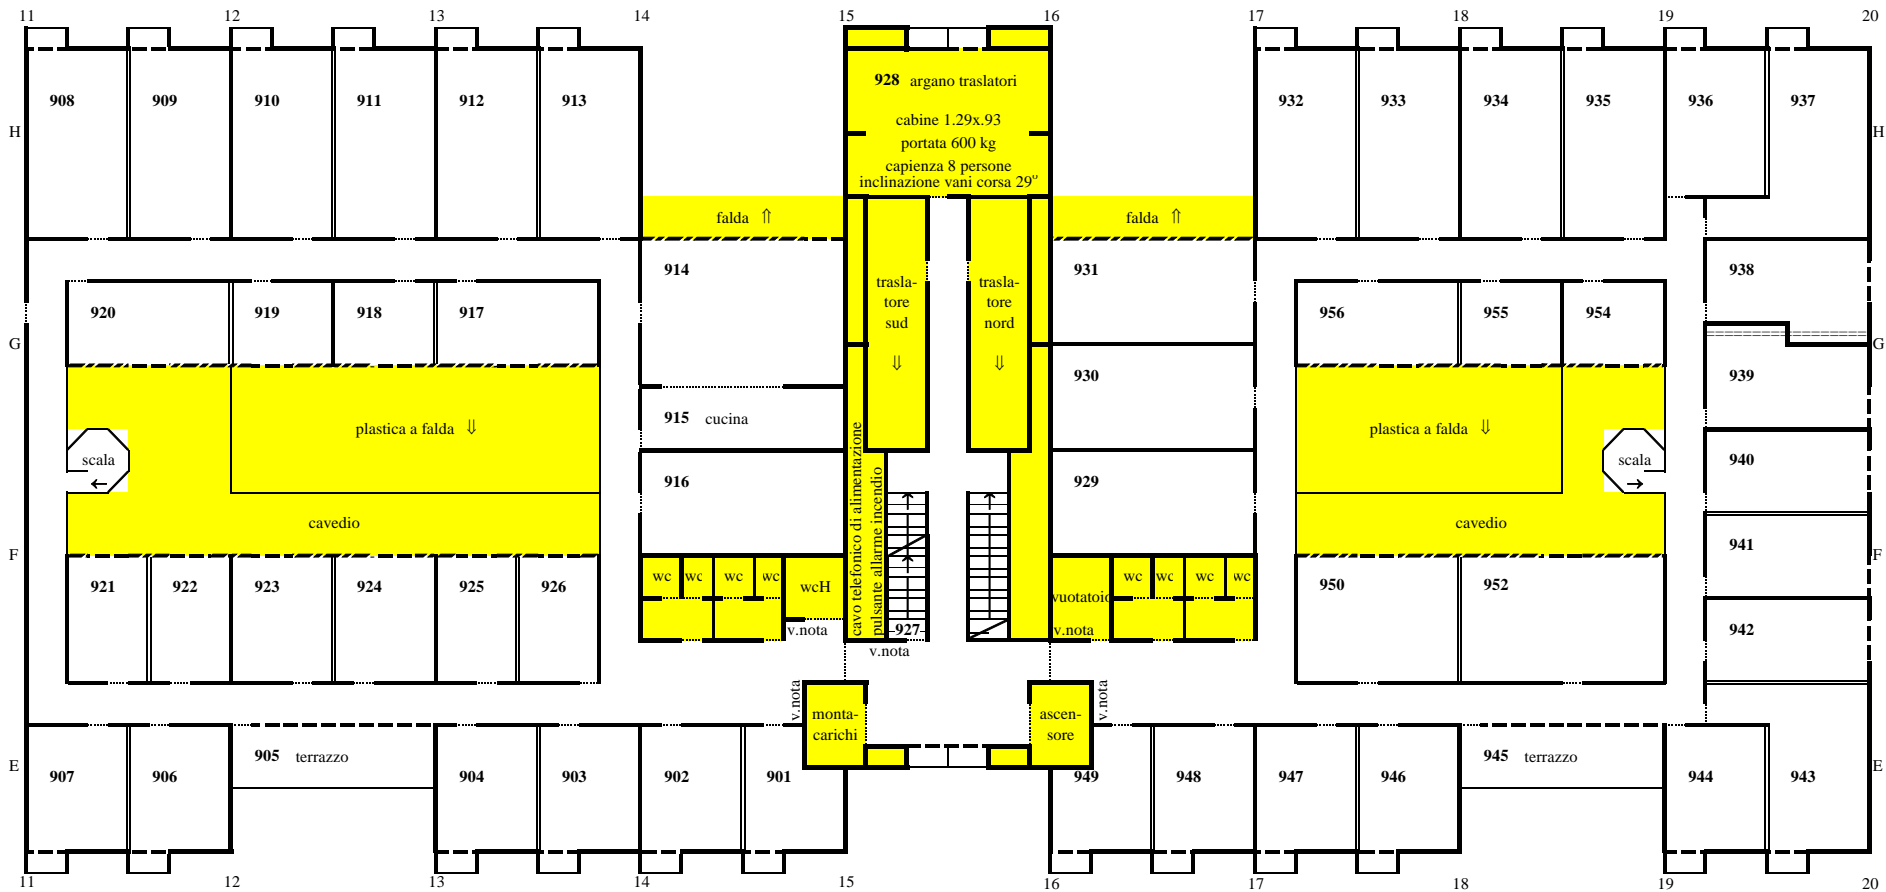 11 12 13 14 15 16 17 18 19 20
928 argano traslatori
908 909 910 911 912 913
932 933 934 935 936 937
cabine 1.29x.93
H H
portata 600 kg
capienza 8 persone
inclinazione vani corsa 29°
falda ⇑
falda ⇑
914
931
938
trasla-
tore
sud
⇓
trasla-
tore
nord
⇓
920 919 918 917
956 955 954
G G
930
939
915 cucina
plastica a falda ⇓
plastica a falda ⇓
scala
←
scala
→
940
916
929
cavo telefonico di alimentazione
pulsante allarme incendio
cavedio
cavedio
941
F F
wc wc wc wc
wcH
wc wc wc wc
vuotatoio
921 922 923 924 925 926
950 952
v.nota
927
v.nota
v.nota
942
v.nota
v.nota
monta-
carichi
ascen-
sore
905 terrazzo
945 terrazzo
E E
907 906 904 903 902 901
949 948 947 946 944 943
11 12 13 14 15 16 17 18 19 20